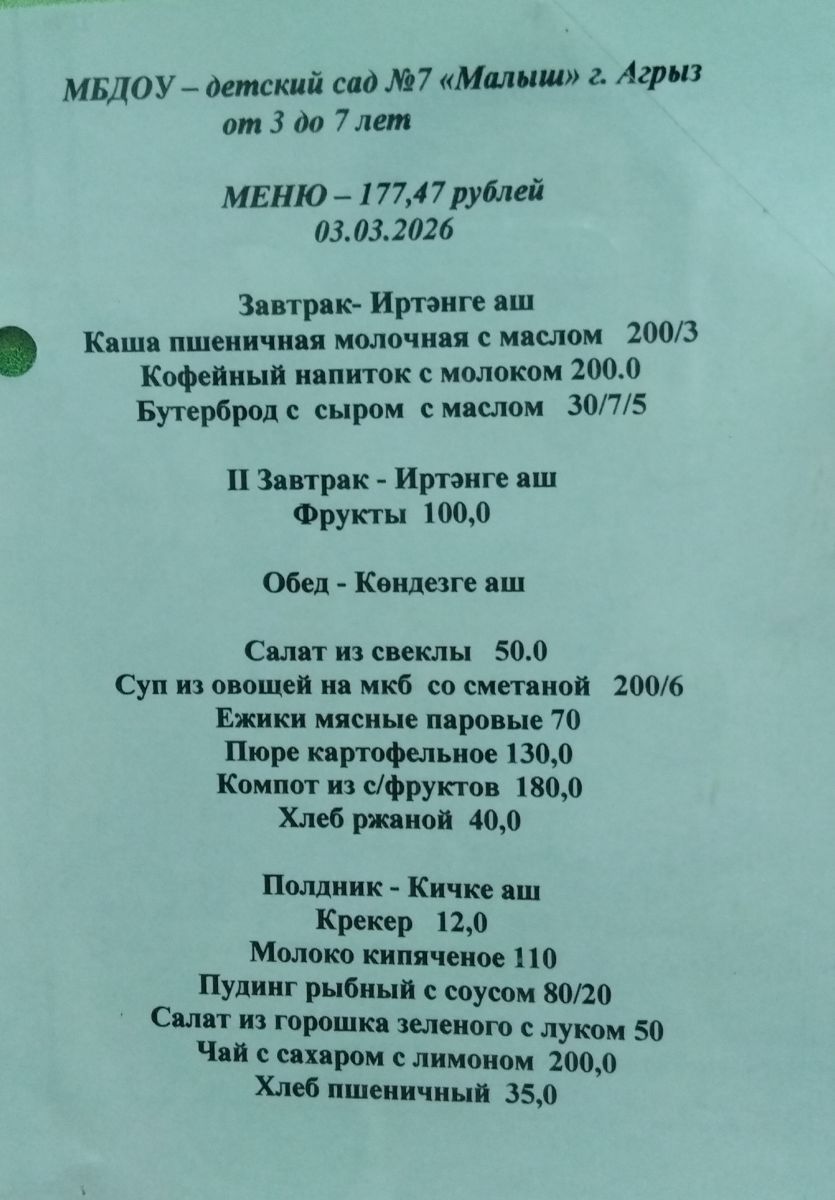 МБДОУ – детский сад №7 «Малыш» г. Агрыз
от 3 до 7 лет
МЕНЮ – 177,47 рублей
03.03.2026
Завтрак- Иртәнге аш
Каша пшеничная молочная с маслом 200/3
Кофейный напиток с молоком 200.0
Бутерброд с сыром с маслом 30/7/5
II Завтрак - Иртәнге аш
Фрукты 100,0
Обед - Көндезге аш
Салат из свеклы 50.0
Суп из овощей на мкб со сметаной 200/6
Ежики мясные паровые 70
Пюре картофельное 130,0
Компот из с/фруктов 180,0
Хлеб ржаной 40,0
Полдник - Кичке аш
Крекер 12,0
Молоко кипяченое 110
Пудинг рыбный с соусом 80/20
Салат из горошка зеленого с луком 50
Чай с сахаром с лимоном 200,0
Хлеб пшеничный 35,0